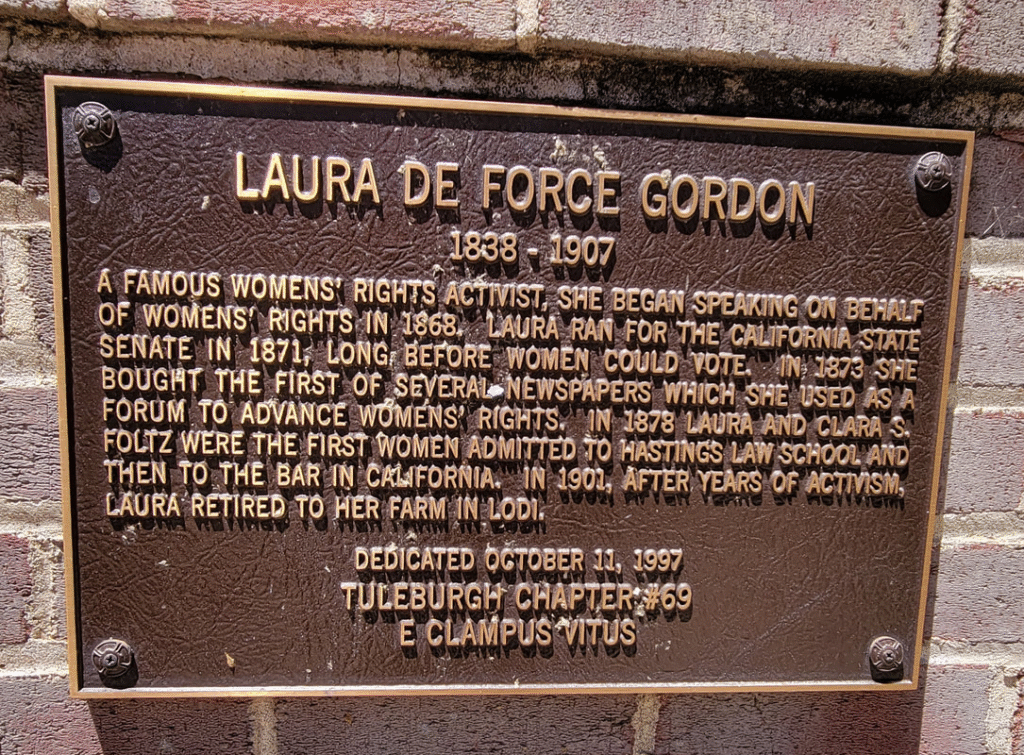 LAURA DE FORCE GORDON
1838 - 1907
A FAMOUS WOMENS' RIGHTS ACTIVIST, SHE BEGAN SPEAKING ON BEHALF
OF WOMENS' RIGHTS IN 1868. LAURA RAN FOR THE CALIFORNIA STATE
SENATE IN 1871, LONG BEFORE WOMEN COULD VOTE. IN 1873 SHE
BOUGHT THE FIRST OF SEVERAL NEWSPAPERS WHICH SHE USED AS A
FORUM TO ADVANCE WOMENS' RIGHTS. IN 1878 LAURA AND CLARA S.
FOLTZ WERE THE FIRST WOMEN ADMITTED TO HASTINGS LAW SCHOOL AND
THEN TO THE BAR IN CALIFORNIA. IN 1901, AFTER YEARS OF ACTIVISM,
LAURA RETIRED TO HER FARM IN LODI.
DEDICATED OCTOBER 11, 1997
TULEBURGH CHAPTER #69
E CLAMPUS VITUS